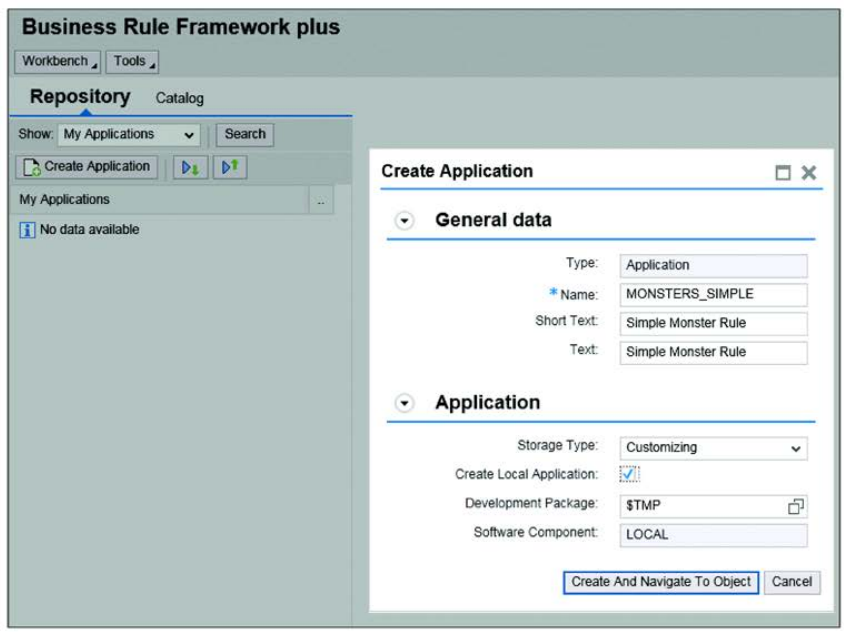 Business Rule Framework plus
Workbench Tools
Repository Catalog
Show: My Applications Search
Create Application
My Applications ..
No data available
Create Application
General data
Type: Application
* Name: MONSTERS_SIMPLE
Short Text: Simple Monster Rule
Text: Simple Monster Rule
Application
Storage Type: Customizing
Create Local Application:
Development Package: $TMP
Software Component: LOCAL
Create And Navigate To Object Cancel